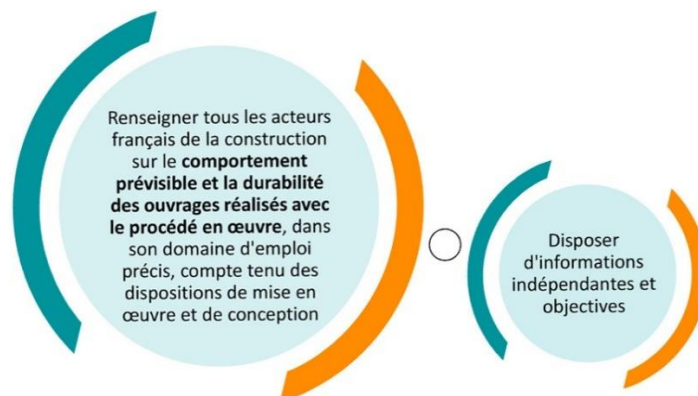 Renseigner tous les acteurs
français de la construction
sur le comportement
prévisible et la durabilité
des ouvrages réalisés avec
le procédé en œuvre, dans
son domaine d'emploi
précis, compte tenu des
dispositions de mise en
œuvre et de conception
Disposer
d'informations
indépendantes et
objectives